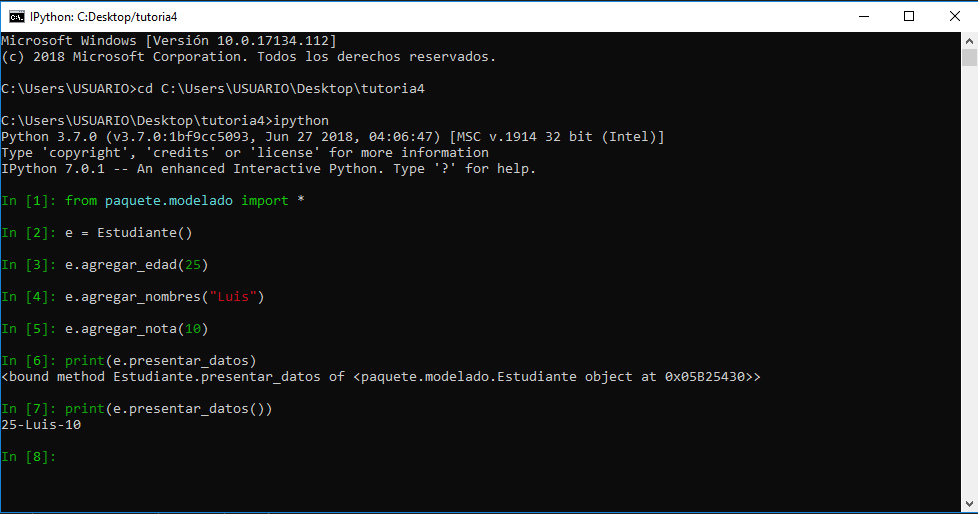 IPython: C:Desktop/tutoria4
Microsoft Windows [Versión 10.0.17134.112]
(c) 2018 Microsoft Corporation. Todos los derechos reservados.
C:\Users\USUARIO>cd C:\Users\USUARIO\Desktop\tutoria4
C:\Users\USUARIO\Desktop\tutoria4>ipython
Python 3.7.0 (v3.7.0:1bf9cc5093, Jun 27 2018, 04:06:47) [MSC v.1914 32 bit (Intel)]
Type 'copyright', 'credits' or 'license' for more information
IPython 7.0.1 -- An enhanced Interactive Python. Type '?' for help.
In [1]: from paquete.modelado import *
In [2]: e = Estudiante()
In [3]: e.agregar_edad(25)
In [4]: e.agregar_nombres("Luis")
In [5]: e.agregar_nota(10)
In [6]: print(e.presentar_datos)
<bound method Estudiante.presentar_datos of <paquete.modelado.Estudiante object at 0x05B25430>>
In [7]: print(e.presentar_datos())
25-Luis-10
In [8]: